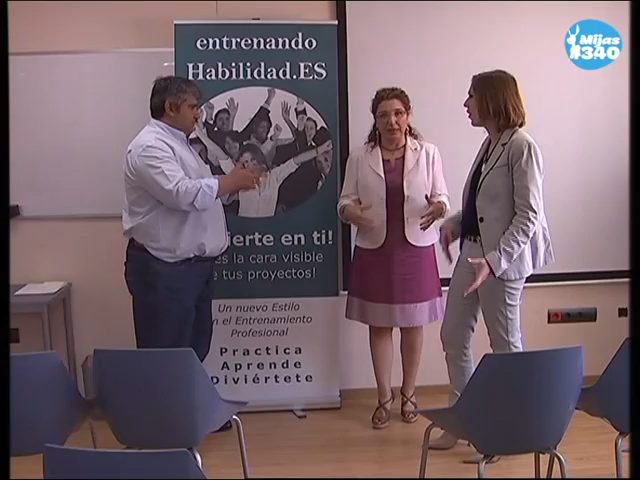 Mijas
#340
entrenando
Habilidad.ES
ierte en ti!
es la cara visible
tus proyectos!
Un nuevo Estilo
en el Entrenamiento
Profesional
Practica
Aprende
Diviértete